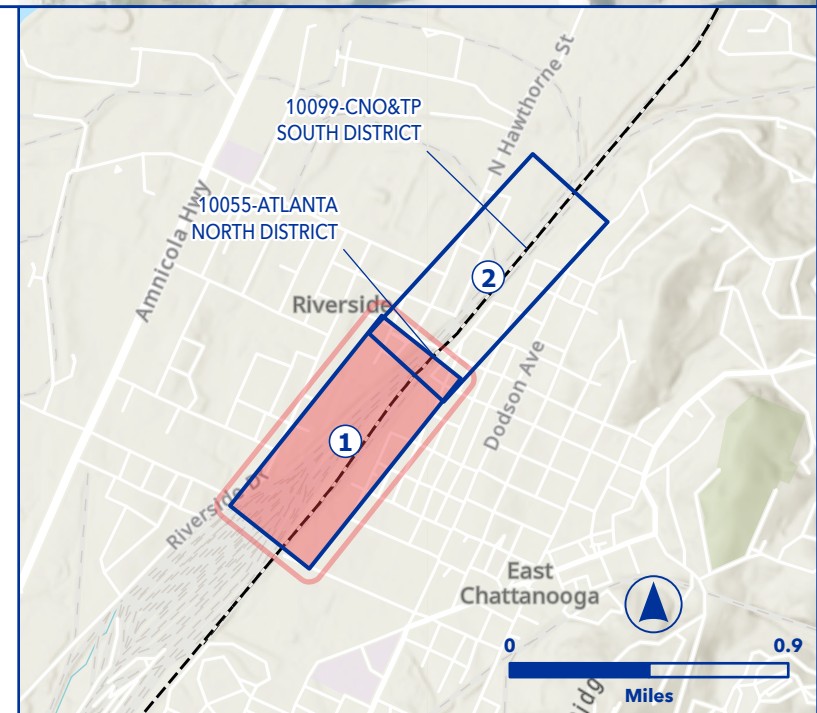 N Hawthorne St
10099-CNO&TP
SOUTH DISTRICT
Amnicola Hwy
10055-ATLANTA
NORTH DISTRICT
2
Riverside
Dodson Ave
1
Riverside Dr
East
Chattanooga
0
0.9
Miles
idg